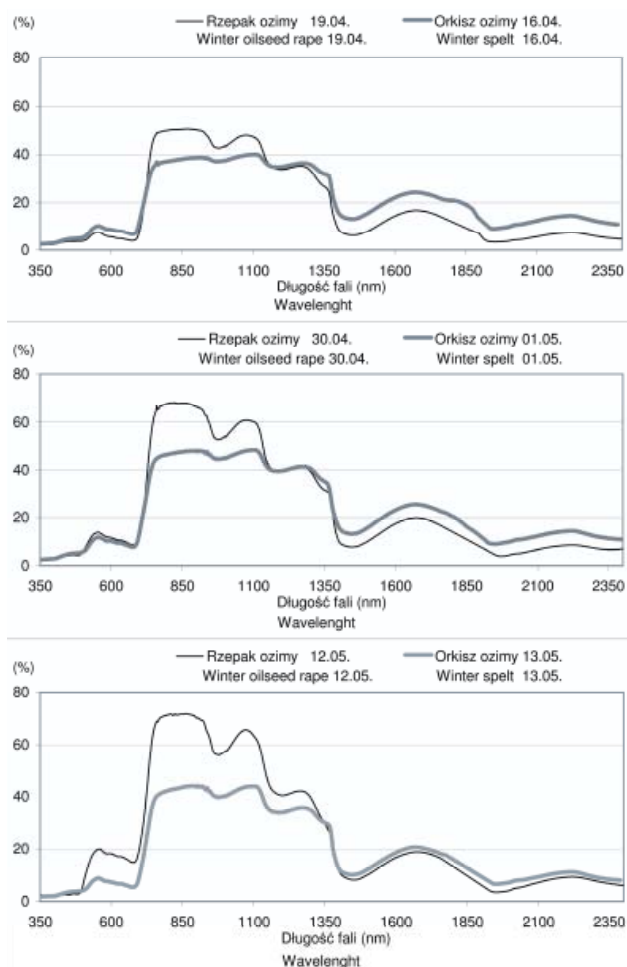 (%)
Rzepak ozimy 19.04. Orkisz ozimy 16.04.
Winter oilseed rape 19.04. Winter spelt 16.04.
80
60
40
20
0
350 600 850 1100 1350 1600 1850 2100 2350
Długość fali (nm)
Wavelenght
(%)
Rzepak ozimy 30.04. Orkisz ozimy 01.05.
Winter oilseed rape 30.04. Winter spelt 01.05.
80
60
40
20
0
350 600 850 1100 1350 1600 1850 2100 2350
Długość fali (nm)
Wavelenght
(%)
Rzepak ozimy 12.05. Orkisz ozimy 13.05.
Winter oilseed rape 12.05. Winter spelt 13.05.
80
60
40
20
0
350 600 850 1100 1350 1600 1850 2100 2350
Długość fali (nm)
Wavelenght